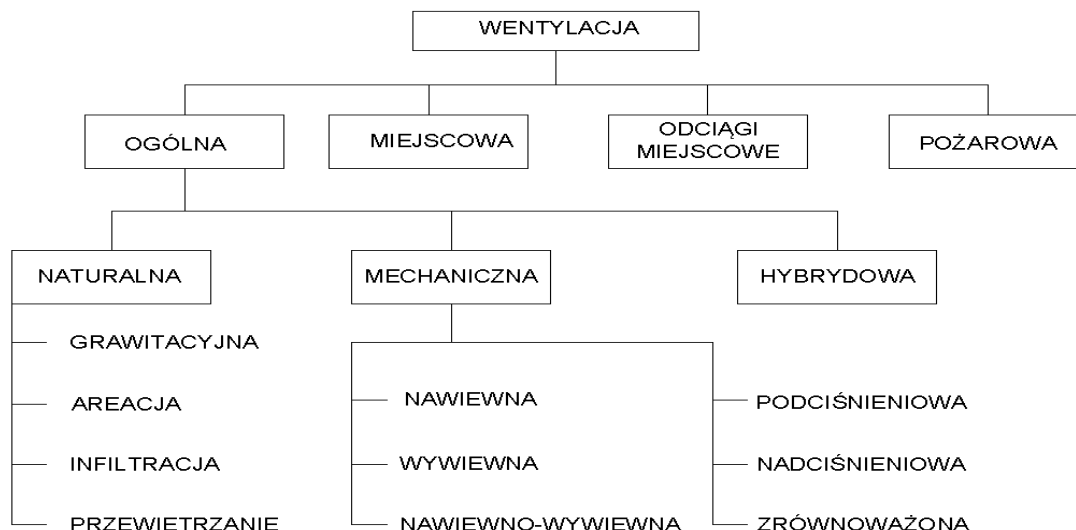 WENTYLACJA
OGÓLNA
MIEJSCOWA
ODCIĄGI
MIEJSCOWE
POŻAROWA
NATURALNA
MECHANICZNA
HYBRYDOWA
GRAWITACYJNA
AREACJA
INFILTRACJA
PRZEWIETRZANIE
NAWIEWNA
WYWIEWNA
NAWIEWNO-WYWIEWNA
PODCIŚNIENIOWA
NADCIŚNIENIOWA
ZRÓWNOWAŻONA